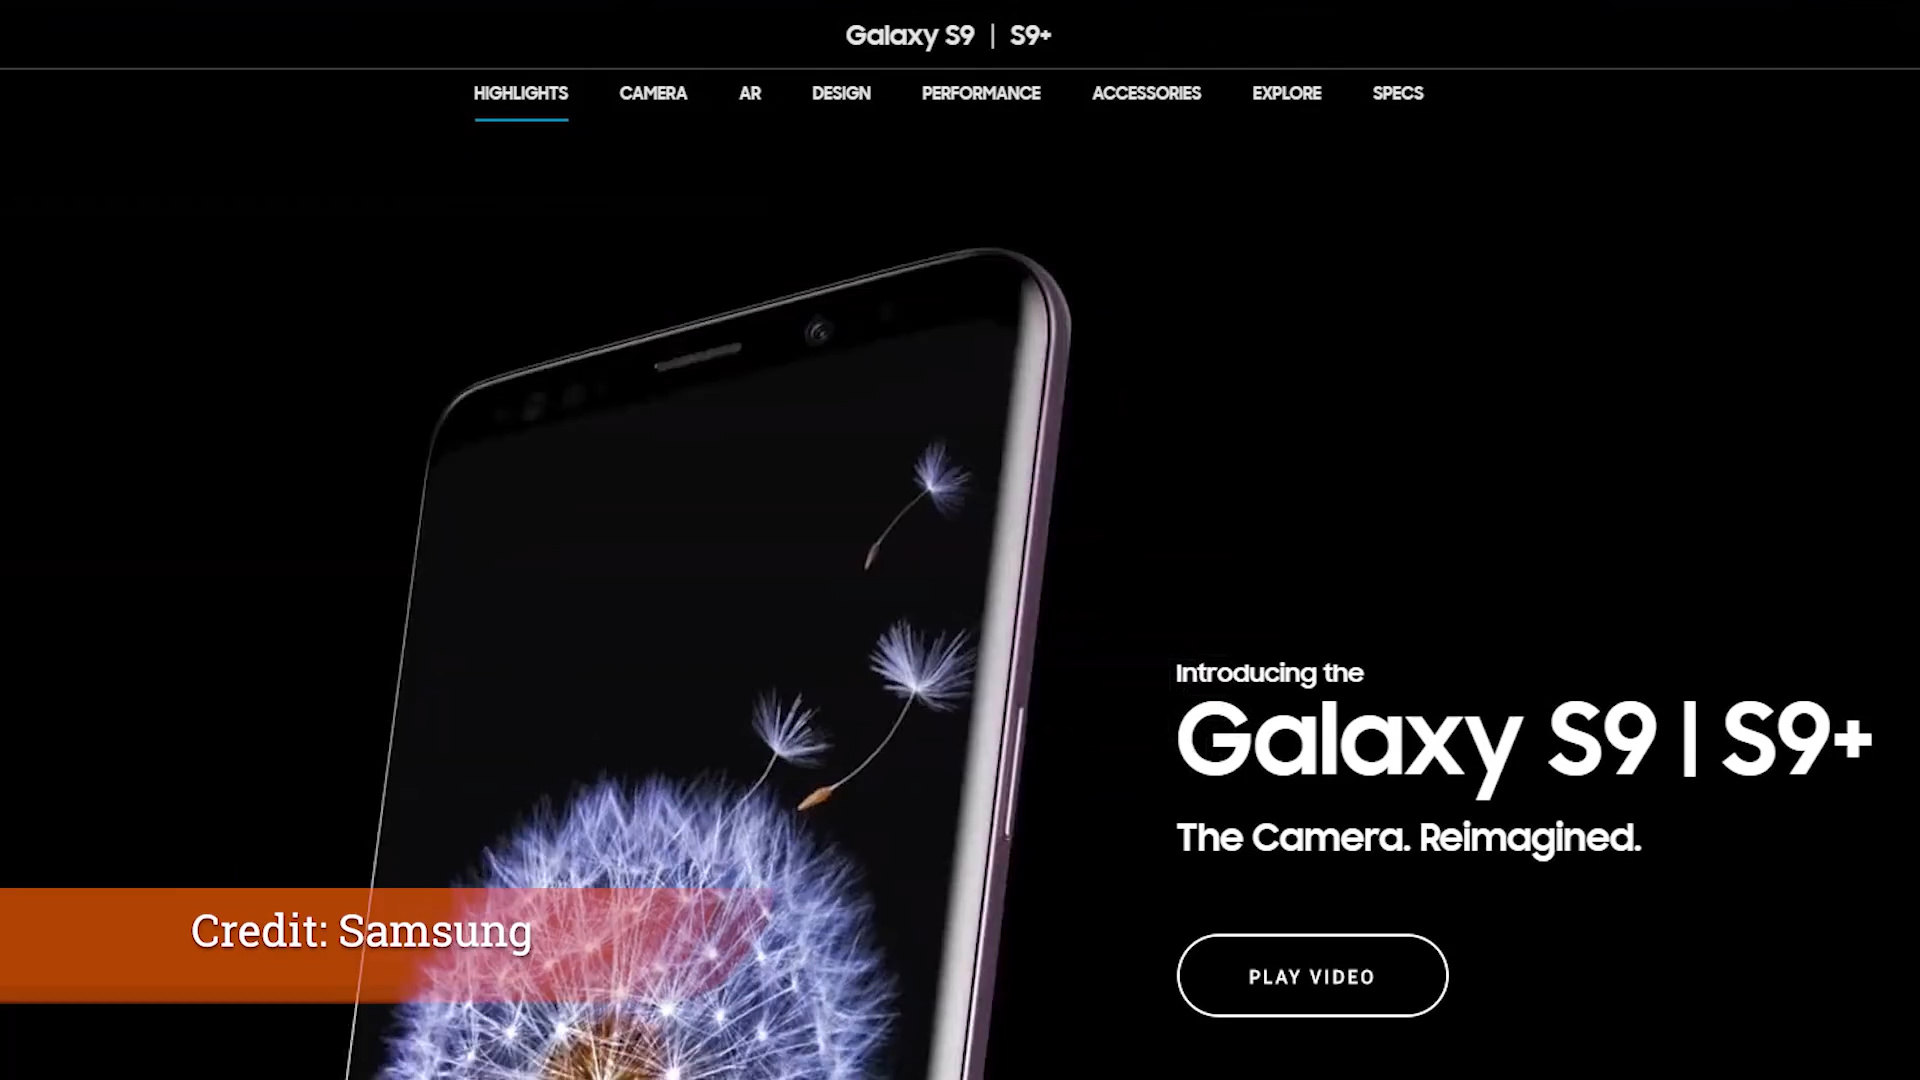 Galaxy S9 | S9+
HIGHLIGHTS CAMERA AR DESIGN PERFORMANCE ACCESSORIES EXPLORE SPECS
Introducing the
Galaxy S9 | S9+
The Camera. Reimagined.
Credit: Samsung
PLAY VIDEO